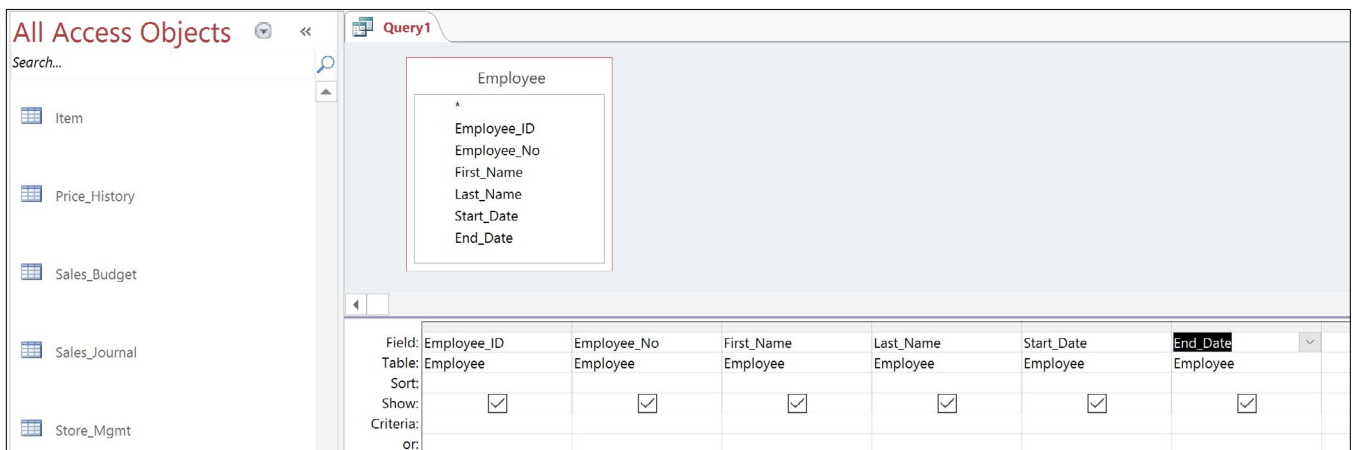 All Access Objects
Search...
Item
Price_History
Sales_Budget
Sales_Journal
Store_Mgmt
Query1
Employee
*
Employee_ID
Employee_No
First_Name
Last_Name
Start_Date
End_Date
Field: Employee_ID Employee_No First_Name Last_Name Start_Date End_Date
Table: Employee Employee Employee Employee Employee Employee
Sort:
Show:
Criteria:
or: